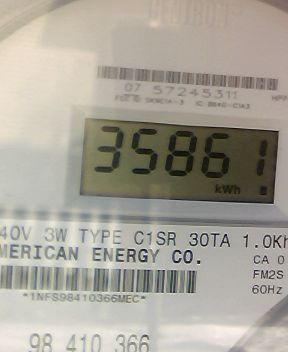 CENTRON
07 57245311
35861
kWh
40V 3W TYPE C1SR 30TA 1.0Kh
MERICAN ENERGY CO.
CA 0
FM2S
*1NFS98410366MEC*
60Hz
98 410 366